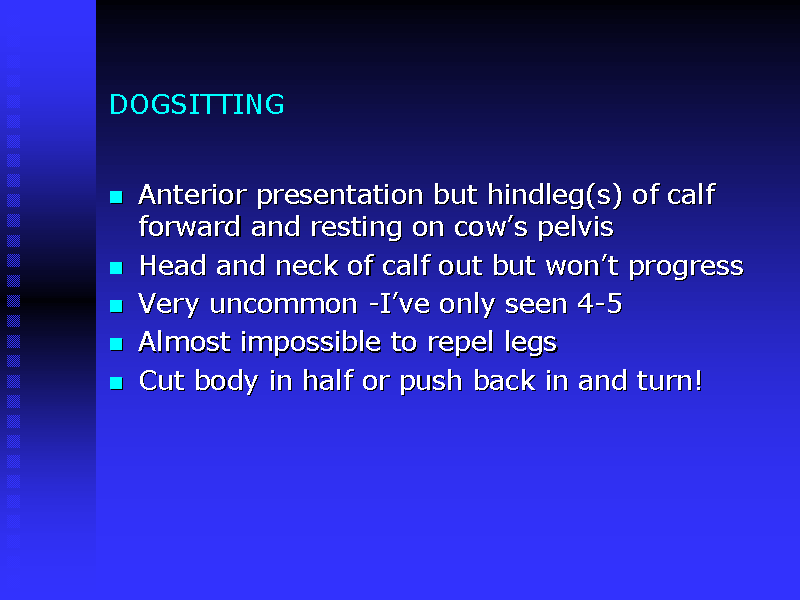 DOGSITTING
Anterior presentation but hindleg(s) of calf
forward and resting on cow’s pelvis
Head and neck of calf out but won’t progress
Very uncommon -I’ve only seen 4-5
Almost impossible to repel legs
Cut body in half or push back in and turn!